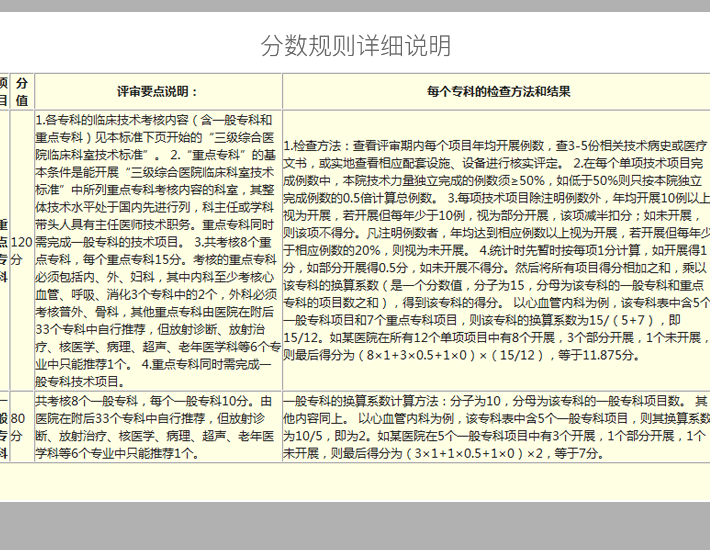 分数规则详细说明
项目
分值
评审要点说明：
每个专科的检查方法和结果
重点专科
120分
1.各专科的临床技术考核内容（含一般专科和
重点专科）见本标准下页开始的“三级综合医
院临床科室技术标准”。 2.“重点专科”的基
本条件是能开展“三级综合医院临床科室技术
标准”中所列重点专科考核内容的科室，其整
体技术水平处于国内先进行列，科主任或学科
带头人具有主任医师技术职务。重点专科同时
需完成一般专科的技术项目。 3.共考核8个重
点专科，每个重点专科15分。考核的重点专科
必须包括内、外、妇科，其中内科至少考核心
血管、呼吸、消化3个专科中的2个，外科必须
考核普外、骨科，其他重点专科由医院在附后
33个专科中自行推荐，但放射诊断、放射治
疗、核医学、病理、超声、老年医学科等6个专
业中只能推荐1个。 4.重点专科同时需完成一
般专科技术项目。
1.检查方法：查看评审期内每个项目年均开展例数，查3-5份相关技术病史或医疗
文书，或实地查看相应配套设施、设备进行核实评定。 2.在每个单项技术项目完
成例数中，本院技术力量独立完成的例数须≥50%，如低于50%则只按本院独立
完成例数的0.5倍计算总例数。 3.每项技术项目除注明例数外，年均开展10例以上
视为开展，若开展但每年少于10例，视为部分开展，该项减半扣分；如未开展，
则该项不得分。凡注明例数者，年均达到相应例数以上视为开展，若开展但每年少
于相应例数的20%，则视为未开展。 4.统计时先暂时按每项1分计算，如开展得1
分，如部分开展得0.5分，如未开展不得分。然后将所有项目得分相加之和，乘以
该专科的换算系数（是一个分数值，分子为15，分母为该专科的一般专科和重点
专科的项目数之和），得到该专科的得分。 以心血管内科为例，该专科表中含5个
一般专科项目和7个重点专科项目，则该专科的换算系数为15/（5+7），即
15/12。如某医院在所有12个单项项目中有8个开展，3个部分开展，1个未开展，
则最后得分为（8×1+3×0.5+1×0）×（15/12），等于11.875分。
一般专科
80分
共考核8个一般专科，每个一般专科10分。由
医院在附后33个专科中自行推荐，但放射诊
断、放射治疗、核医学、病理、超声、老年医
学科等6个专业中只能推荐1个。
一般专科的换算系数计算方法：分子为10，分母为该专科的一般专科项目数。 其
他内容同上。 以心血管内科为例，该专科表中含5个一般专科项目，则其换算系数
为10/5，即为2。如某医院在5个一般专科项目中有3个开展，1个部分开展，1个
未开展，则最后得分为（3×1+1×0.5+1×0）×2，等于7分。